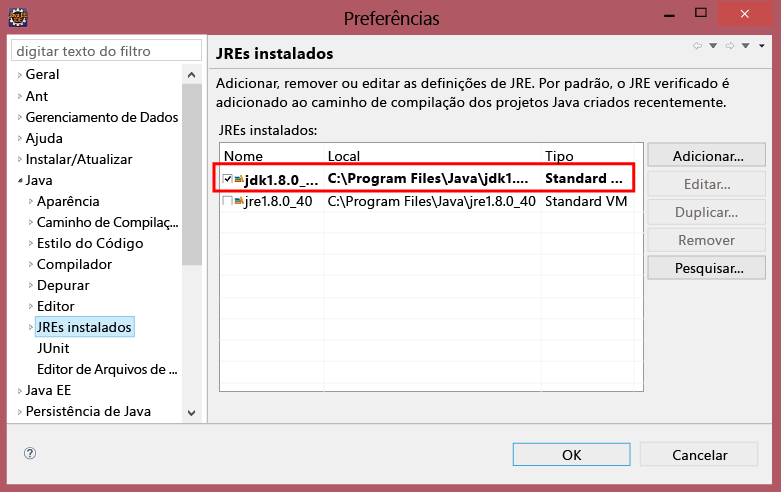 Preferências
digitar texto do filtro
Geral
Ant
Gerenciamento de Dados
Ajuda
Instalar/Atualizar
Java
Aparência
Caminho de Compilaç...
Estilo do Código
Compilador
Depurar
Editor
JREs instalados
JUnit
Editor de Arquivos de ...
Java EE
Persistência de Java
JREs instalados
Adicionar, remover ou editar as definições de JRE. Por padrão, o JRE verificado é
adicionado ao caminho de compilação dos projetos Java criados recentemente.
JREs instalados:
Nome Local Tipo
jdk1.8.0_... C:\Program Files\Java\jdk1.... Standard ...
jre1.8.0_40 C:\Program Files\Java\jre1.8.0_40 Standard VM
Adicionar...
Editar...
Duplicar...
Remover
Pesquisar...
OK
Cancelar